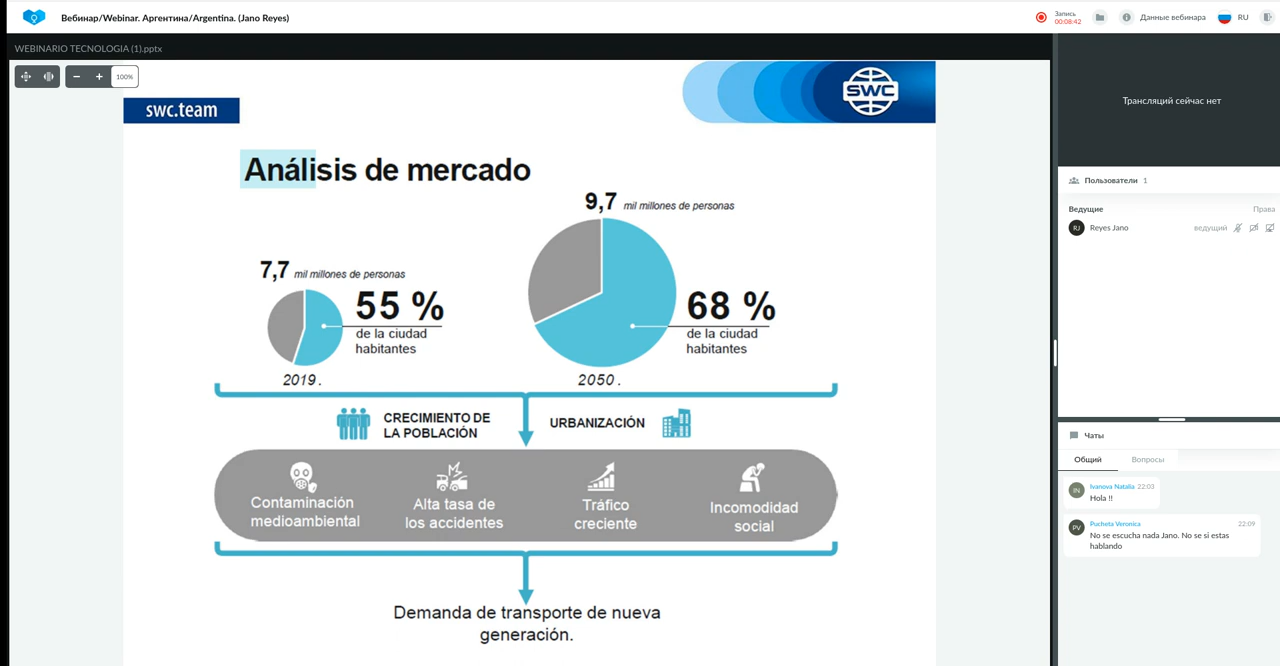 Вебинар/Webinar. Аргентина/Argentina. (Jano Reyes)
Запись
00:08:42
Данные вебинара
RU
WEBINARIO TECNOLOGIA (1).pptx
100%
swc.team
SWC
Análisis de mercado
9,7 mil millones de personas
7,7 mil millones de personas
55 %
de la ciudad
habitantes
68 %
de la ciudad
habitantes
2019.
2050.
CRECIMIENTO DE
LA POBLACIÓN
URBANIZACIÓN
Contaminación
medioambiental
Alta tasa de
los accidentes
Tráfico
creciente
Incomodidad
social
Demanda de transporte de nueva
generación.
Трансляций сейчас нет
Пользователи 1
Ведущие Права
RJ Reyes Jano ведущий
Чаты
Общий Вопросы
IN Ivanova Natalia 22:03
Hola !!
PV Pucheta Veronica 22:09
No se escucha nada Jano. No se si estas
hablando